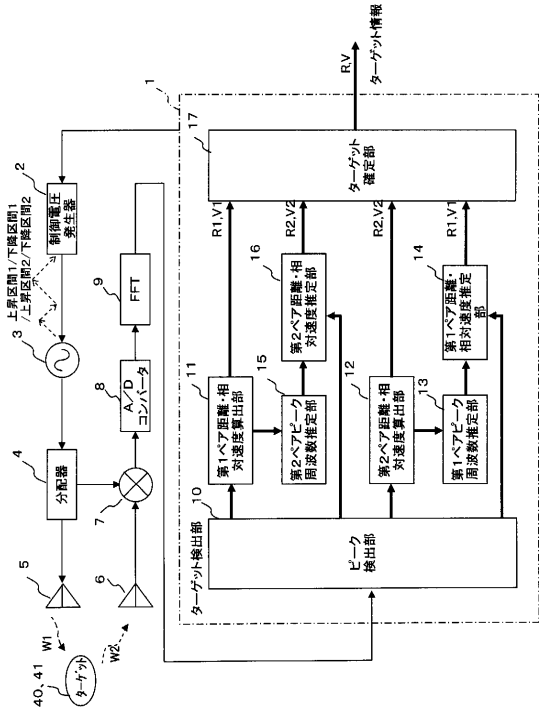 上昇区間1/下降区間1
/上昇区間2/下降区間2
3
2
制御電圧
発生器
4
分配器
5
W1
40、41
ターゲット
W2
6
7
8
A/D
コンバータ
9
FFT
1
ターゲット検出部
10
ピーク
検出部
11
第1ペア距離・相
対速度算出部
15
第2ペアピーク
周波数推定部
16
第2ペア距離・相
対速度推定部
12
第2ペア距離・相
対速度算出部
13
第1ペアピーク
周波数推定部
14
第1ペア距離・
相対速度推定
部
R1,V1
R2,V2
R2,V2
R1,V1
17
ターゲット
確定部
R,V
ターゲット情報